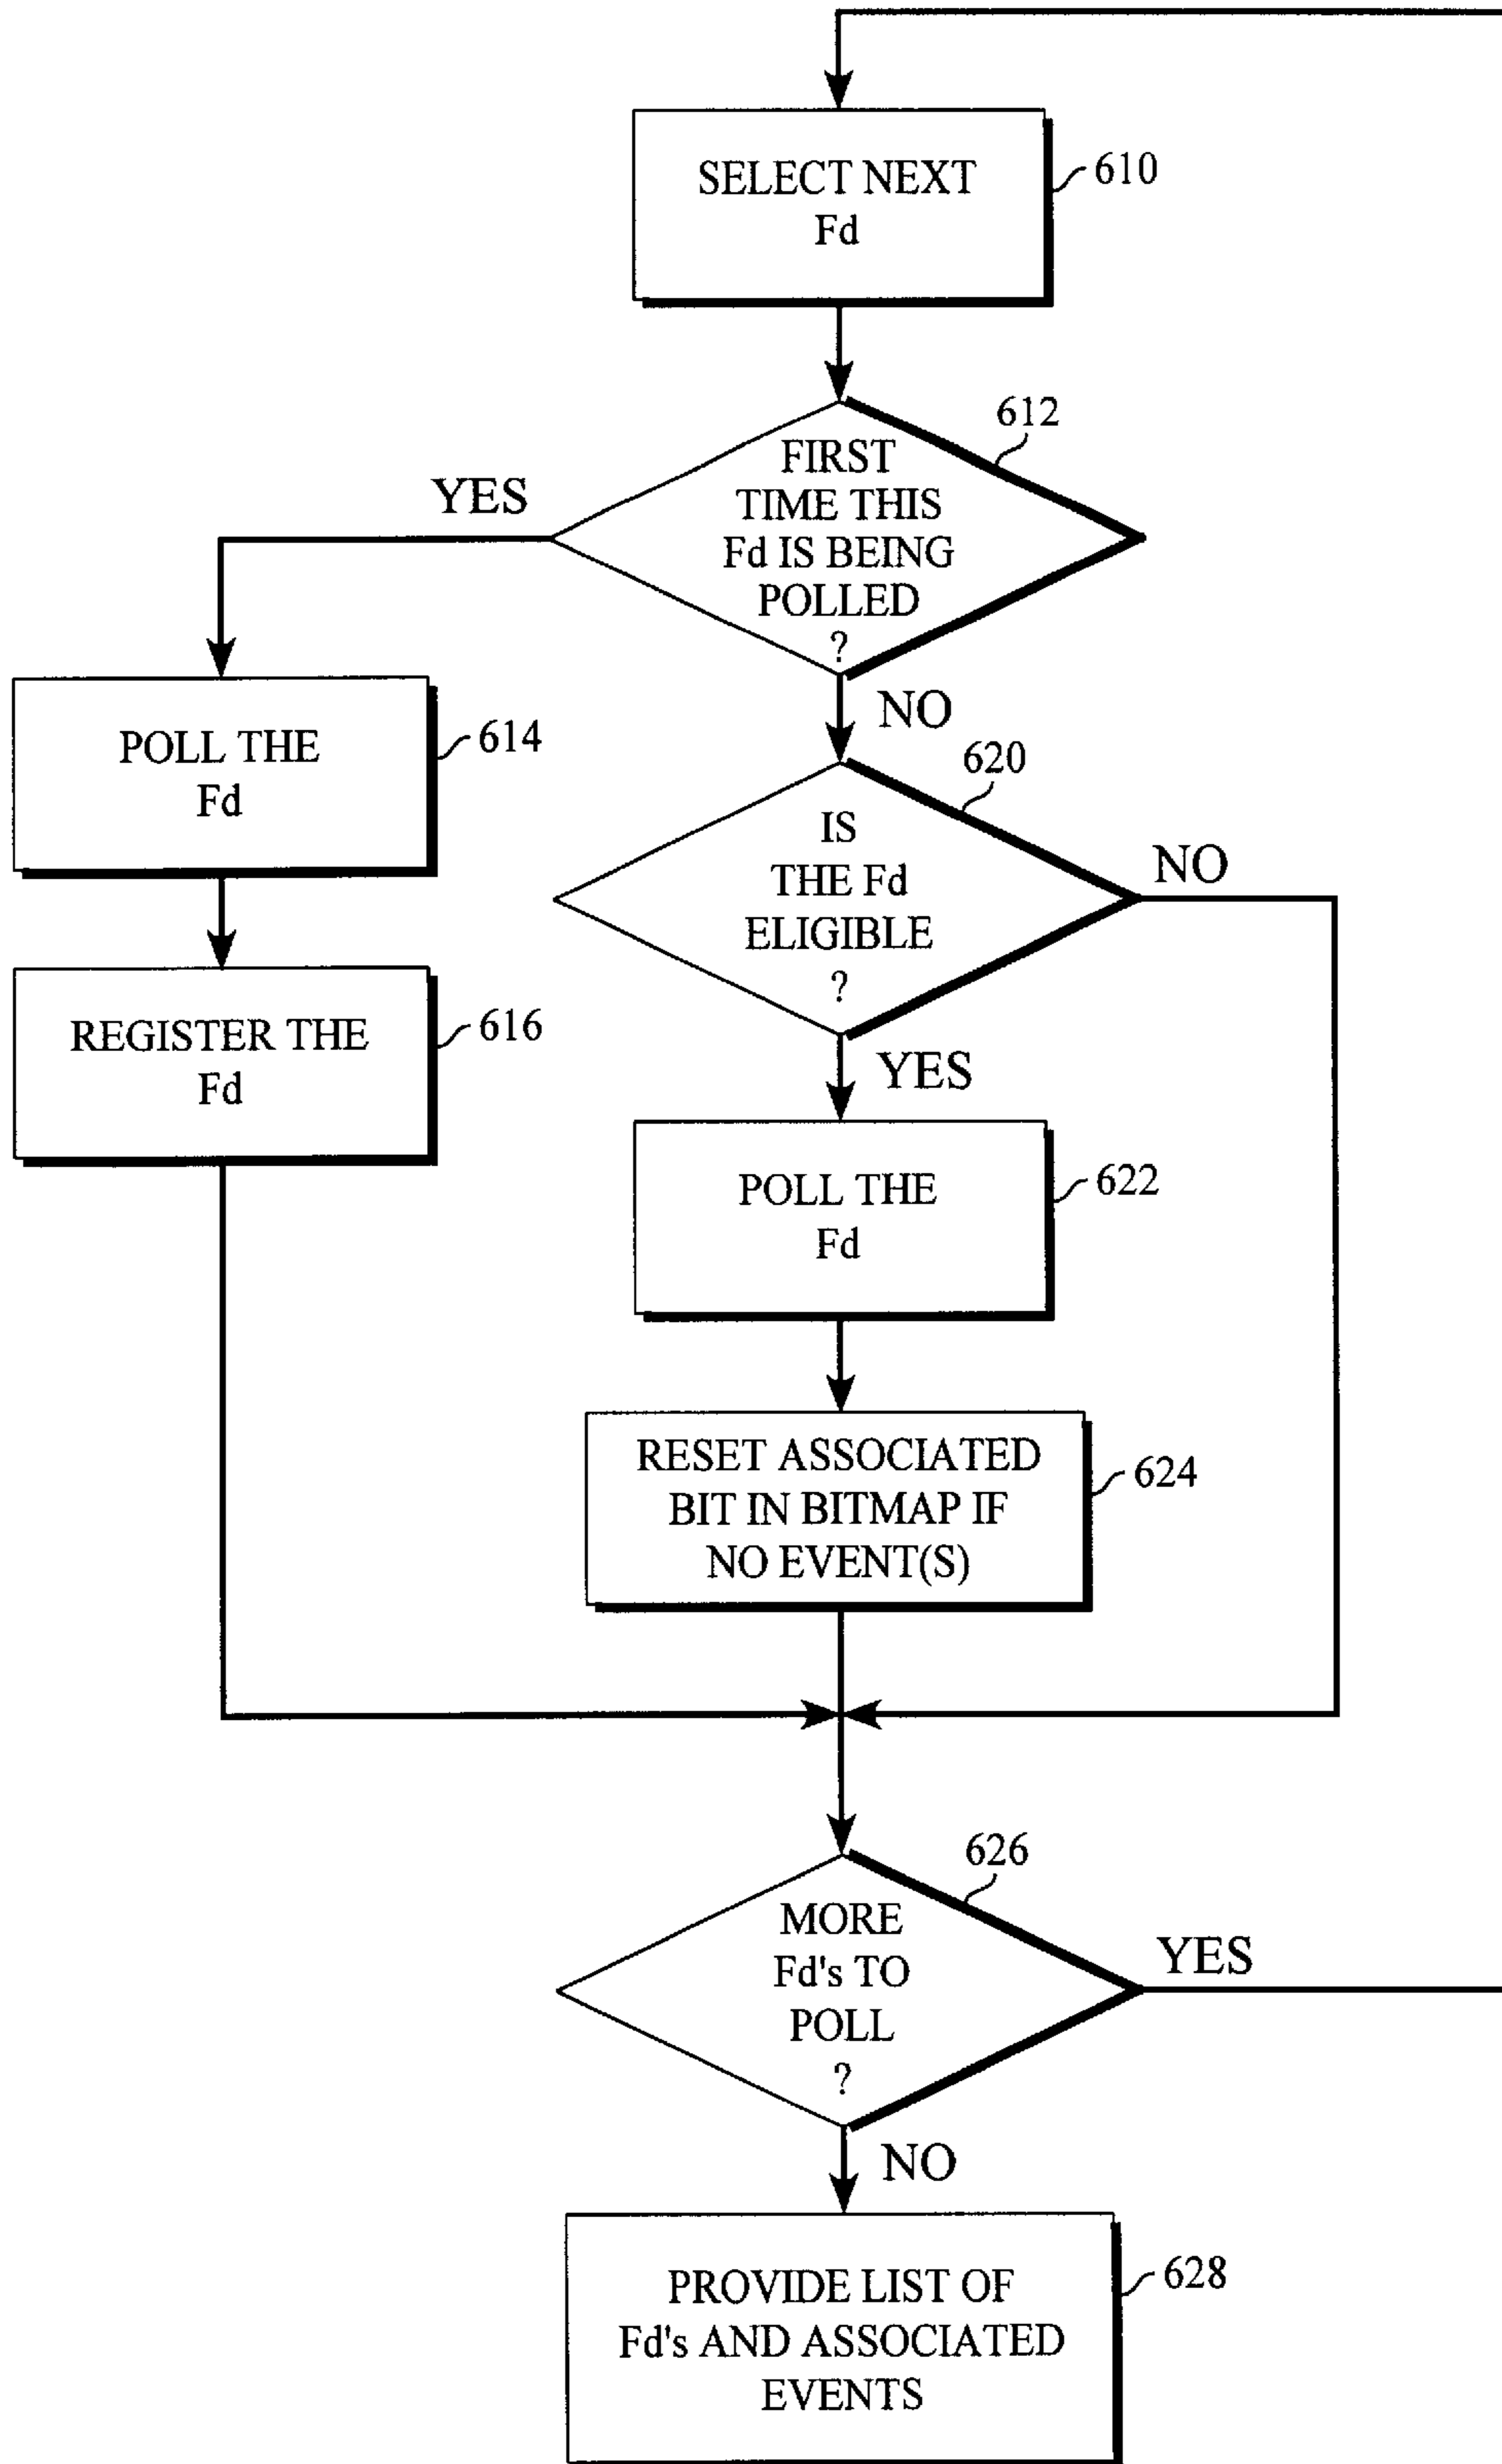 SELECT NEXT
Fd
610
612
FIRST
TIME THIS
Fd IS BEING
POLLED
?
YES
NO
POLL THE
Fd
614
620
IS
THE Fd
ELIGIBLE
?
NO
YES
REGISTER THE
Fd
616
POLL THE
Fd
622
RESET ASSOCIATED
BIT IN BITMAP IF
NO EVENT(S)
624
626
MORE
Fd's TO
POLL
?
YES
NO
PROVIDE LIST OF
Fd's AND ASSOCIATED
EVENTS
628